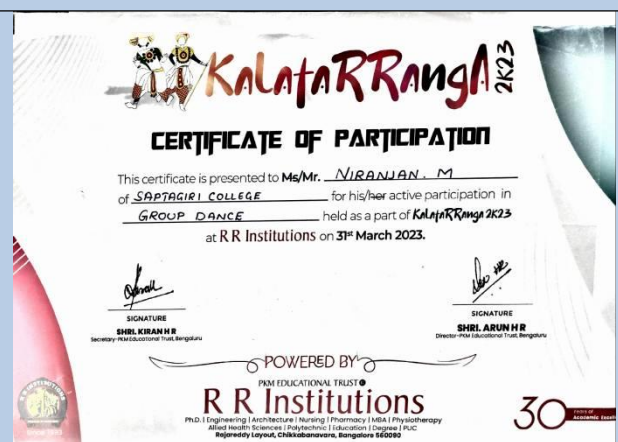 KalataRRanga 2K23
CERTIFICATE OF PARTICIPATION
This certificate is presented to Ms/Mr. NIRANJAN. M
of SAPTAGIRI COLLEGE for his/her active participation in
GROUP DANCE held as a part of KalataRRanga 2K23
at R R Institutions on 31st March 2023.
SIGNATURE
SHRI. KIRAN H R
Secretary-PKM Educational Trust, Bengaluru
SIGNATURE
SHRI. ARUN H R
Director-PKM Educational Trust, Bengaluru
POWERED BY
PKM EDUCATIONAL TRUST
R R Institutions
Ph.D. | Engineering | Architecture | Nursing | Pharmacy | MBA | Physiotherapy
Allied Health Sciences | Polytechnic | Education | Degree | PUC
Rajareddy Layout, Chikkabanavara, Bangalore 560090
R R INSTITUTIONS
30 Years of
Academic